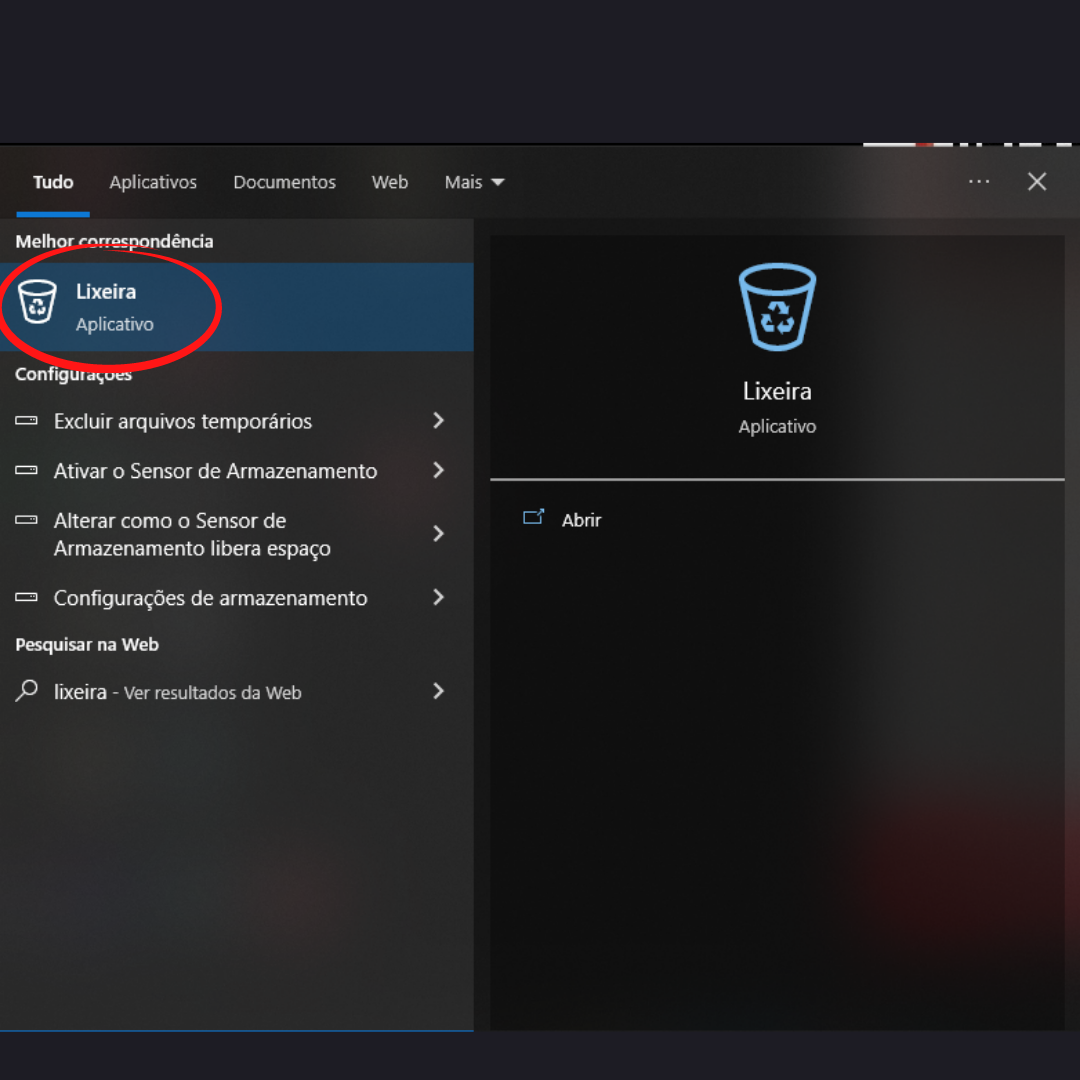 Tudo Aplicativos Documentos Web Mais
Melhor correspondência
Lixeira
Aplicativo
Configurações
Excluir arquivos temporários
Ativar o Sensor de Armazenamento
Alterar como o Sensor de
Armazenamento libera espaço
Configurações de armazenamento
Pesquisar na Web
lixeira - Ver resultados da Web
Lixeira
Aplicativo
Abrir